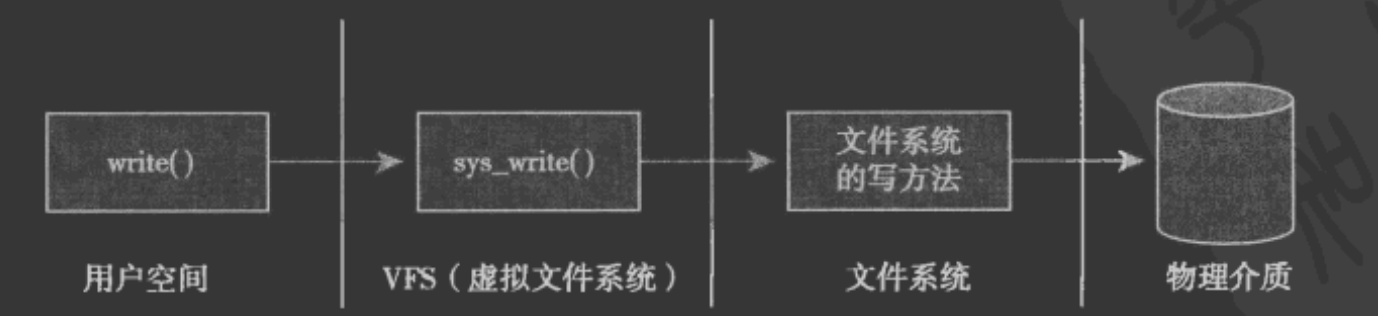 write()
sys_write()
文件系统
的写方法
用户空间
VFS（虚拟文件系统）
文件系统
物理介质